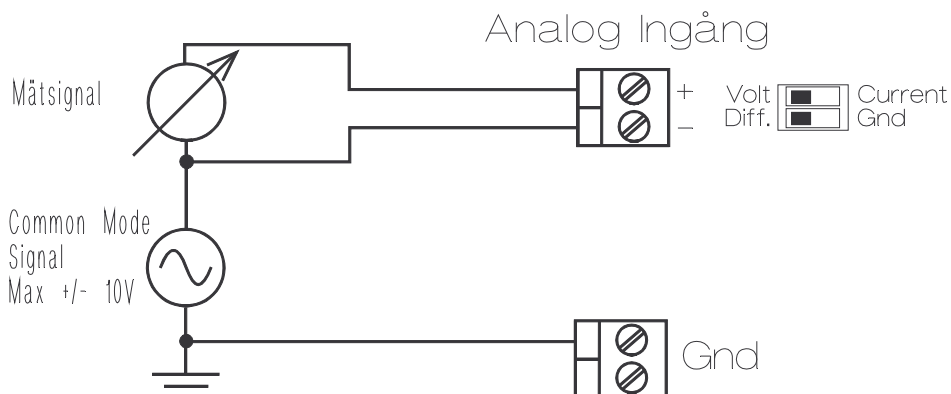 Analog Ingång
Mätsignal
+
−
Volt Current
Diff. Gnd
Common Mode
Signal
Max +/- 10V
Gnd